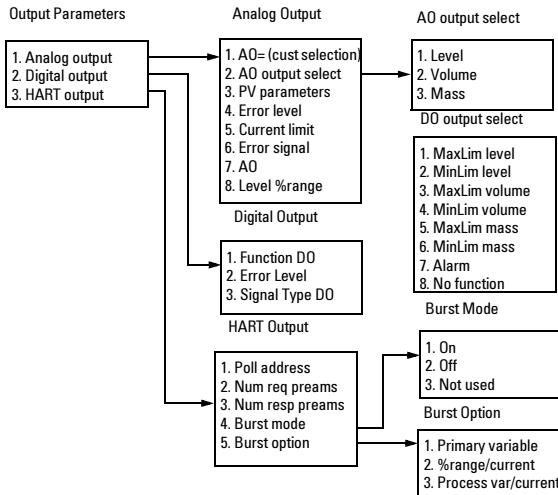 Output Parameters
1. Analog output
2. Digital output
3. HART output
Analog Output
1. AO= (cust selection)
2. AO output select
3. PV parameters
4. Error level
5. Current limit
6. Error signal
7. AO
8. Level %range
Digital Output
1. Function DO
2. Error Level
3. Signal Type DO
HART Output
1. Poll address
2. Num req preams
3. Num resp preams
4. Burst mode
5. Burst option
AO output select
1. Level
2. Volume
3. Mass
DO output select
1. MaxLim level
2. MinLim level
3. MaxLim volume
4. MinLim volume
5. MaxLim mass
6. MinLim mass
7. Alarm
8. No function
Burst Mode
1. On
2. Off
3. Not used
Burst Option
1. Primary variable
2. %range/current
3. Process var/current